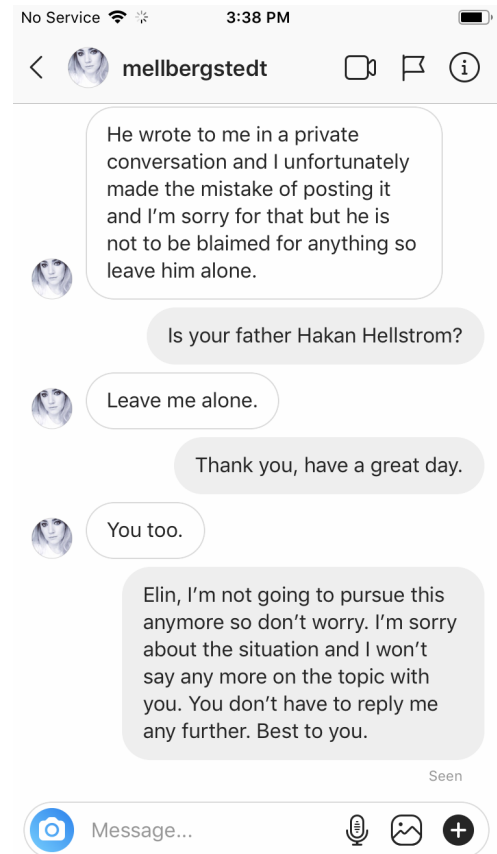 No Service 3:38 PM
mellbergstedt
He wrote to me in a private
conversation and I unfortunately
made the mistake of posting it
and I’m sorry for that but he is
not to be blamed for anything so
leave him alone.
Is your father Hakan Hellstrom?
Leave me alone.
Thank you, have a great day.
You too.
Elin, I’m not going to pursue this
anymore so don’t worry. I’m sorry
about the situation and I won’t
say any more on the topic with
you. You don’t have to reply me
any further. Best to you.
Seen
Message...